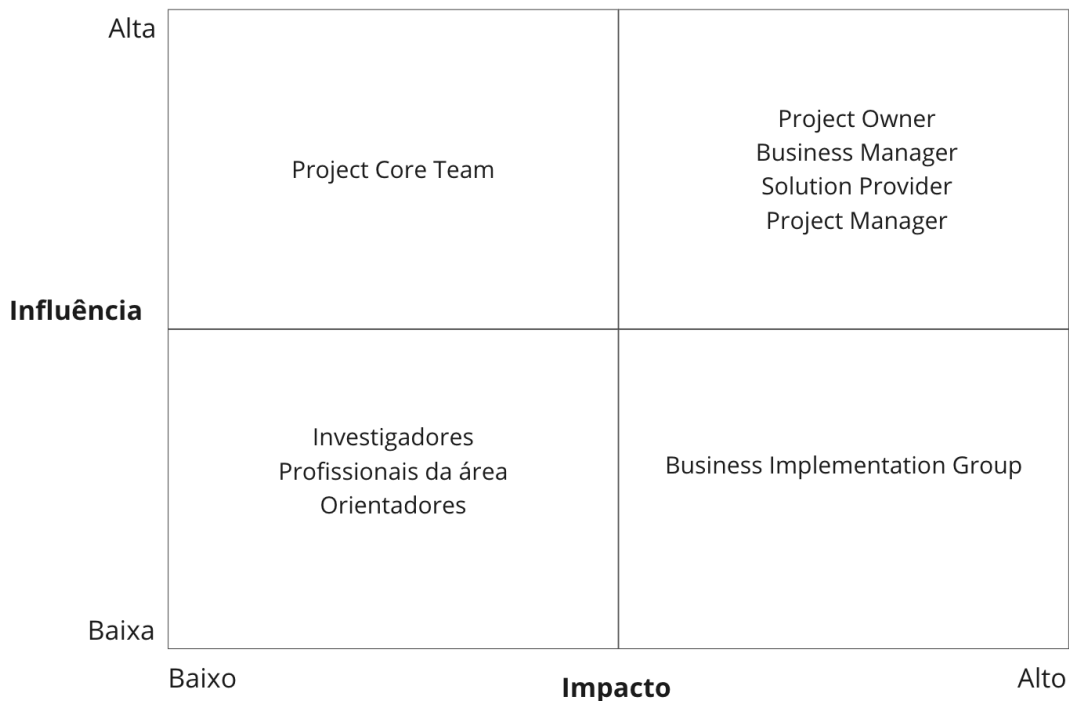 Alta
Project Core Team
Project Owner
Business Manager
Solution Provider
Project Manager
Influência
Investigadores
Profissionais da área
Orientadores
Business Implementation Group
Baixa
Baixo
Impacto
Alto